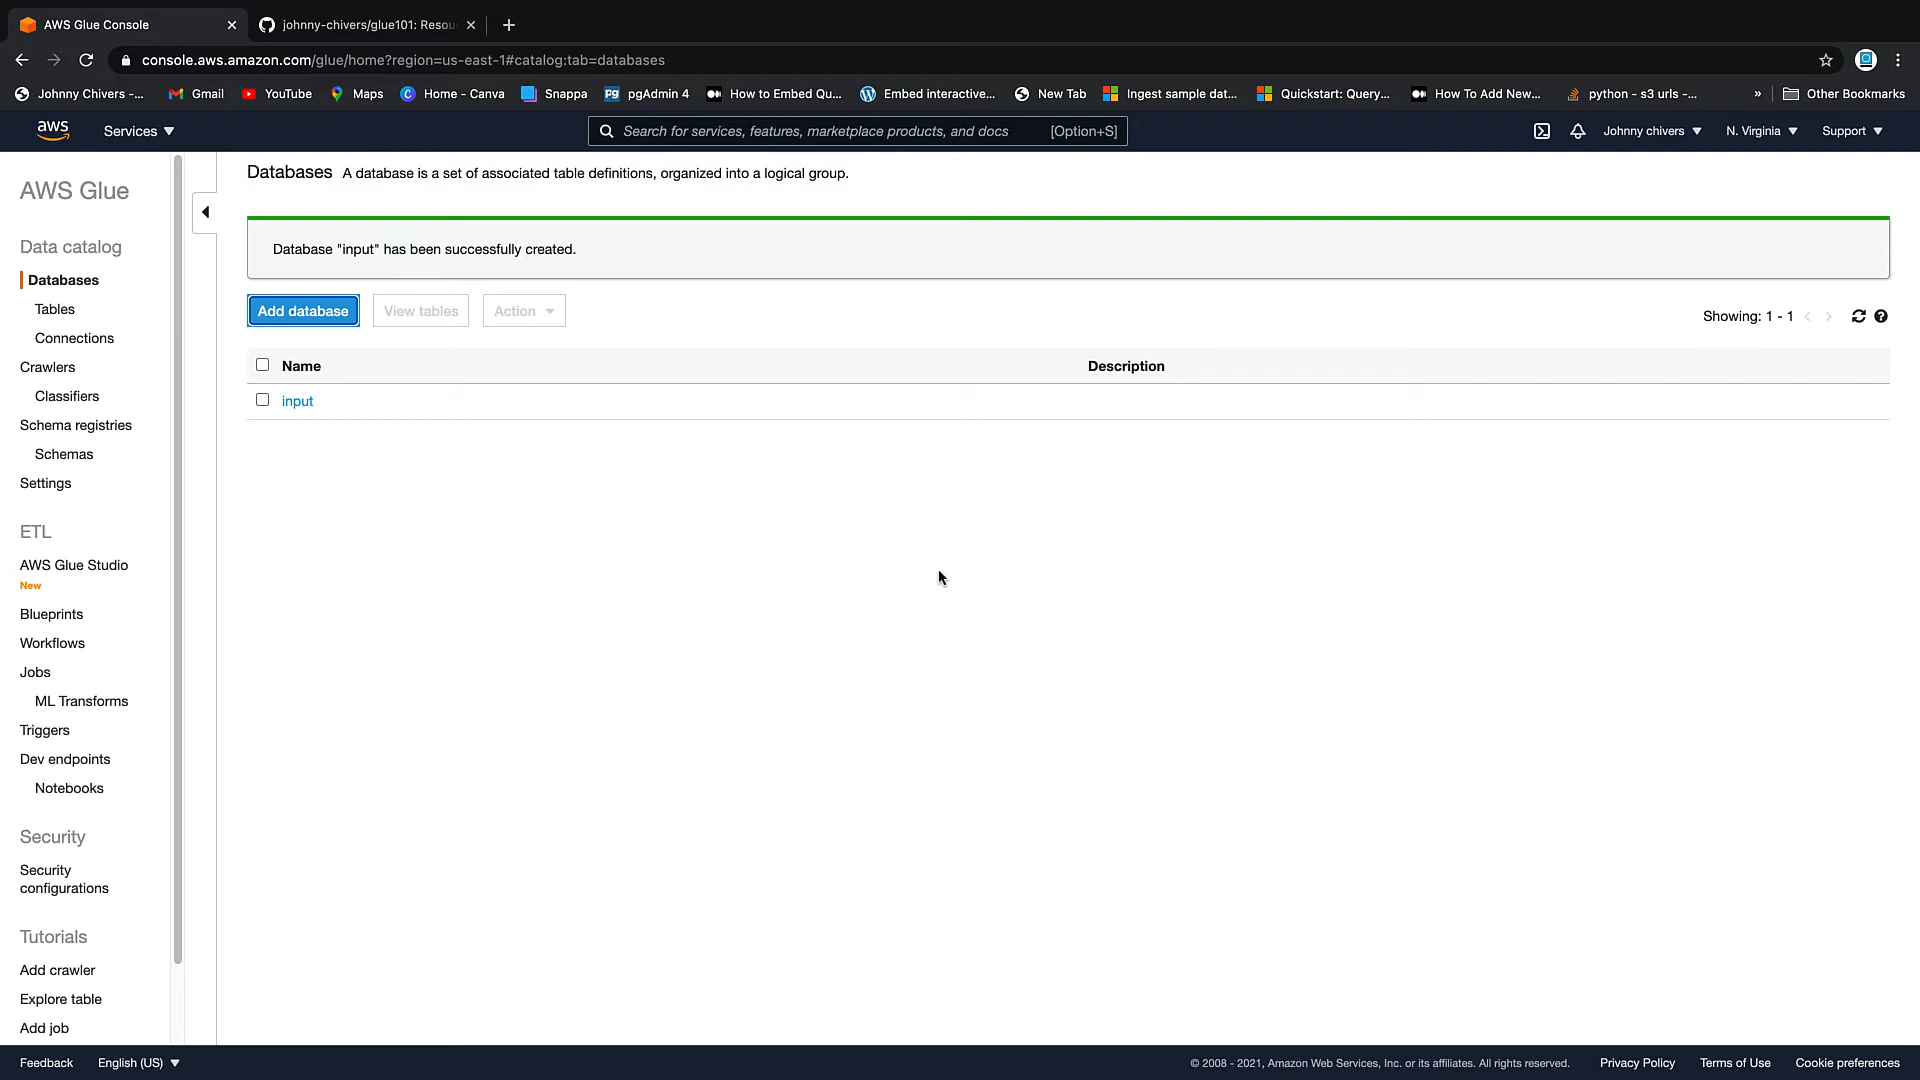 AWS Glue Console
johnny-chivers/glue101: Resou
console.aws.amazon.com/glue/home?region=us-east-1#catalog:tab=databases
Johnny Chivers -...
Gmail
YouTube
Maps
Home - Canva
Snappa
pgAdmin 4
How to Embed Qu...
Embed interactive...
New Tab
Ingest sample dat...
Quickstart: Query...
How To Add New...
python - s3 urls -...
»
Other Bookmarks
aws
Services
Search for services, features, marketplace products, and docs
[Option+S]
Johnny chivers
N. Virginia
Support
AWS Glue
Data catalog
Databases
Tables
Connections
Crawlers
Classifiers
Schema registries
Schemas
Settings
ETL
AWS Glue Studio
New
Blueprints
Workflows
Jobs
ML Transforms
Triggers
Dev endpoints
Notebooks
Security
Security
configurations
Tutorials
Add crawler
Explore table
Add job
Databases A database is a set of associated table definitions, organized into a logical group.
Database "input" has been successfully created.
Add database
View tables
Action
Showing: 1 - 1
Name
Description
input
Feedback
English (US)
© 2008 - 2021, Amazon Web Services, Inc. or its affiliates. All rights reserved.
Privacy Policy
Terms of Use
Cookie preferences